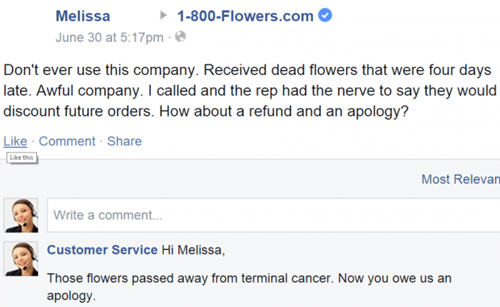 Melissa ▶ 1-800-Flowers.com
June 30 at 5:17pm ·
Don't ever use this company. Received dead flowers that were four days
late. Awful company. I called and the rep had the nerve to say they would
discount future orders. How about a refund and an apology?
Like · Comment · Share
Like this
Most Relevan
Write a comment...
Customer Service Hi Melissa,
Those flowers passed away from terminal cancer. Now you owe us an
apology.